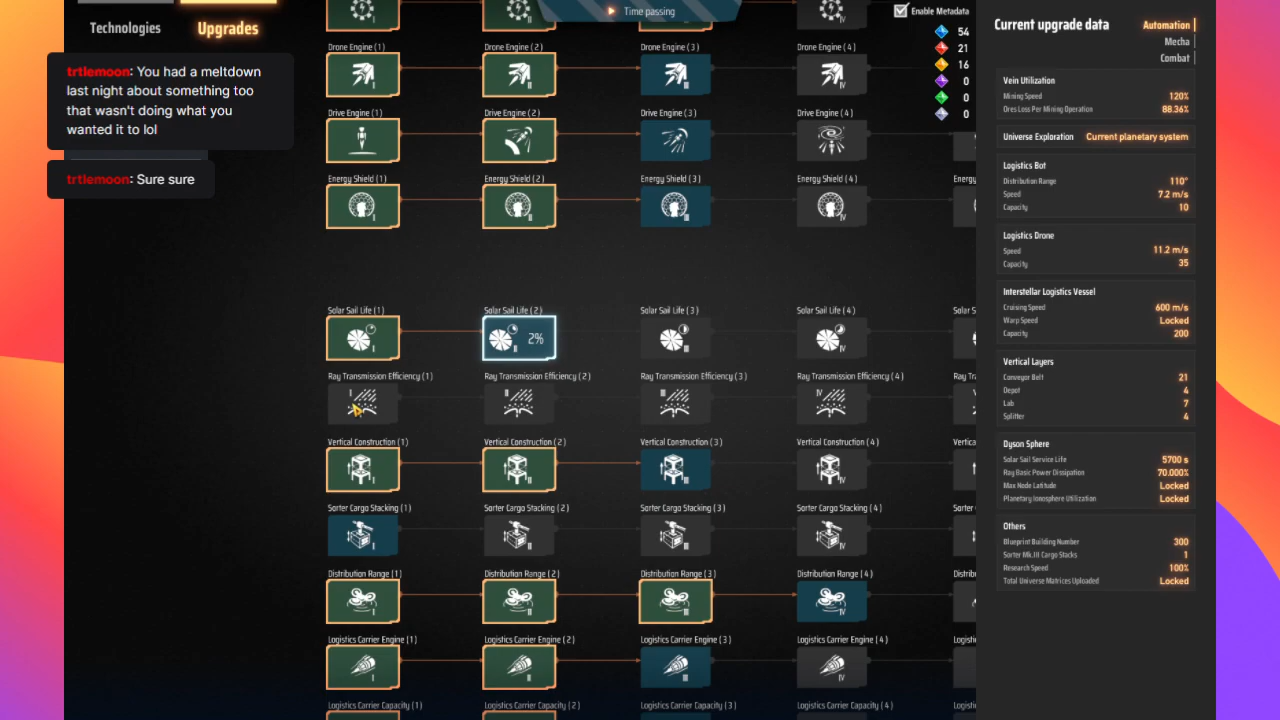 Technologies
Upgrades
Time passing
Enable Metadata
54
21
16
0
0
0
trtlemoon: You had a meltdown
last night about something too
that wasn't doing what you
wanted it to lol
trtlemoon: Sure sure
Drone Engine (1)
Drone Engine (2)
Drone Engine (3)
Drone Engine (4)
Drive Engine (1)
Drive Engine (2)
Drive Engine (3)
Drive Engine (4)
Energy Shield (1)
Energy Shield (2)
Energy Shield (3)
Energy Shield (4)
Energy
Solar Sail Life (1)
Solar Sail Life (2)
Solar Sail Life (3)
Solar Sail Life (4)
Solar S
2%
Ray Transmission Efficiency (1)
Ray Transmission Efficiency (2)
Ray Transmission Efficiency (3)
Ray Transmission Efficiency (4)
Ray Tra
Vertical Construction (1)
Vertical Construction (2)
Vertical Construction (3)
Vertical Construction (4)
Vertica
Sorter Cargo Stacking (1)
Sorter Cargo Stacking (2)
Sorter Cargo Stacking (3)
Sorter Cargo Stacking (4)
Sorter
Distribution Range (1)
Distribution Range (2)
Distribution Range (3)
Distribution Range (4)
Distrib
Logistics Carrier Engine (1)
Logistics Carrier Engine (2)
Logistics Carrier Engine (3)
Logistics Carrier Engine (4)
Logisti
Logistics Carrier Capacity (1)
Logistics Carrier Capacity (2)
Logistics Carrier Capacity (3)
Logistics Carrier Capacity (4)
Logisti
Current upgrade data
Automation
Mecha
Combat
Vein Utilization
Mining Speed 120%
Ores Loss Per Mining Operation 88.36%
Universe Exploration Current planetary system
Logistics Bot
Distribution Range 110°
Speed 7.2 m/s
Capacity 10
Logistics Drone
Speed 11.2 m/s
Capacity 35
Interstellar Logistics Vessel
Cruising Speed 600 m/s
Warp Speed Locked
Capacity 200
Vertical Layers
Conveyor Belt 21
Depot 4
Lab 7
Splitter 4
Dyson Sphere
Solar Sail Service Life 5700 s
Ray Basic Power Dissipation 70.000%
Max Node Latitude Locked
Planetary Ionosphere Utilization Locked
Others
Blueprint Building Number 300
Sorter Mk.III Cargo Stacks 1
Research Speed 100%
Total Universe Matrices Uploaded Locked